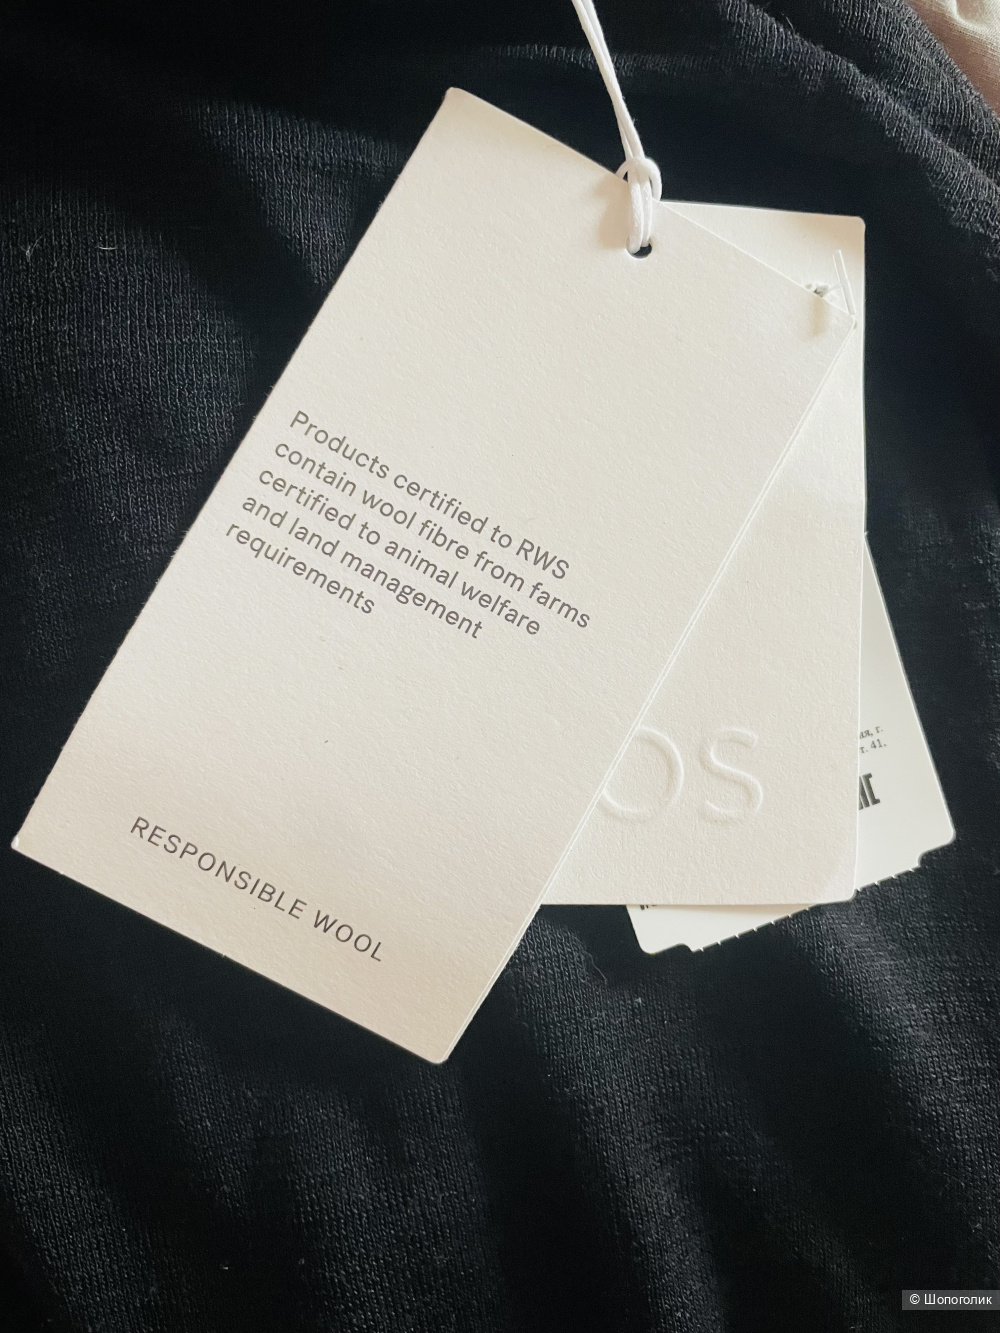 Products certified to RWS
contain wool fibre from farms
certified to animal welfare
and land management
requirements
RESPONSIBLE WOOL
OS
г.
41,
© Шопоголик